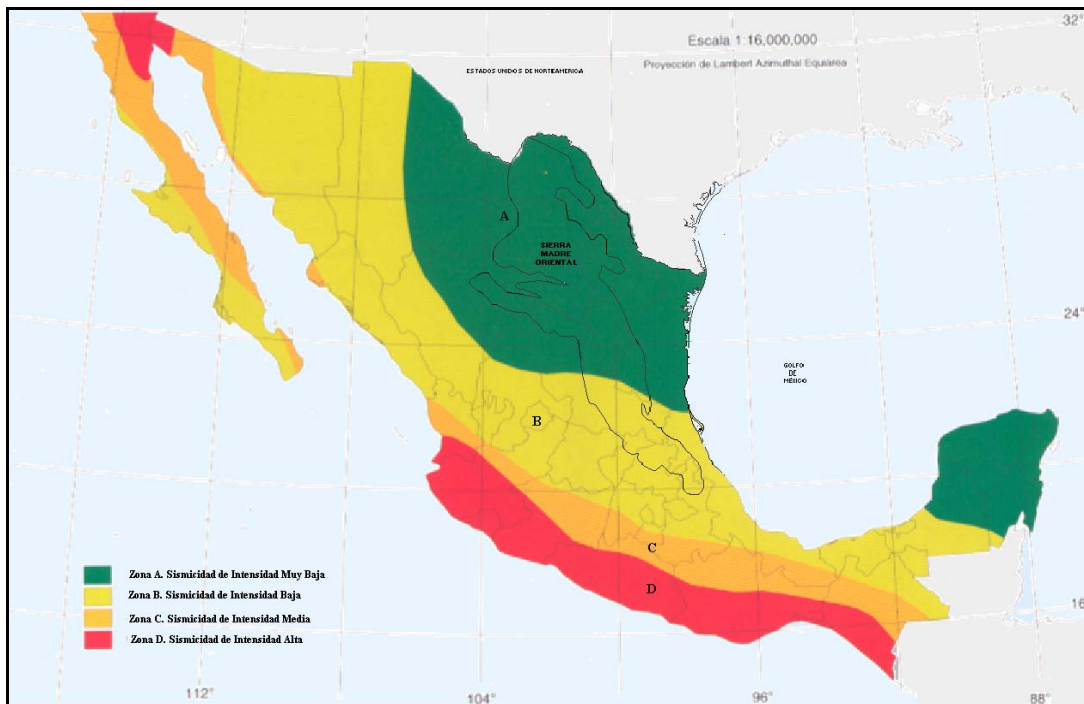 32°
Escala 1:16,000,000
Proyección de Lambert Azimuthal Equiarea
ESTADOS UNIDOS DE NORTEAMERICA
A
SIERRA
MADRE
ORIENTAL
24°
GOLFO
DE
MÉXICO
B
C
D
Zona A. Sismicidad de Intensidad Muy Baja
Zona B. Sismicidad de Intensidad Baja
Zona C. Sismicidad de Intensidad Media
Zona D. Sismicidad de Intensidad Alta
16
112°
104°
96°
88°